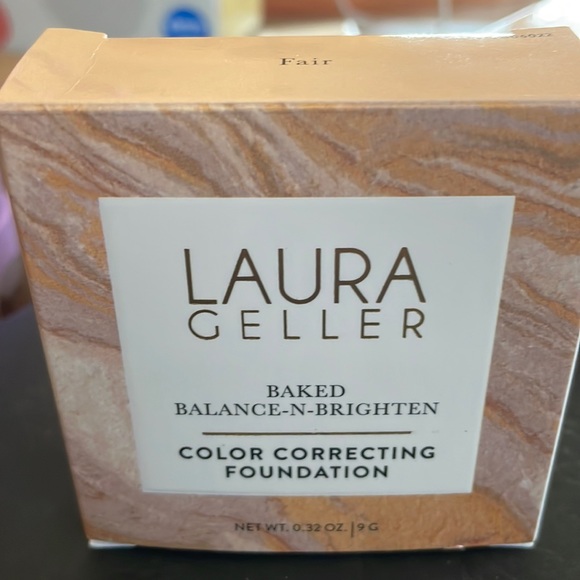 Fair
LAURA
GELLER
BAKED
BALANCE-N-BRIGHTEN
COLOR CORRECTING
FOUNDATION
NET WT. 0.32 OZ. | 9 G